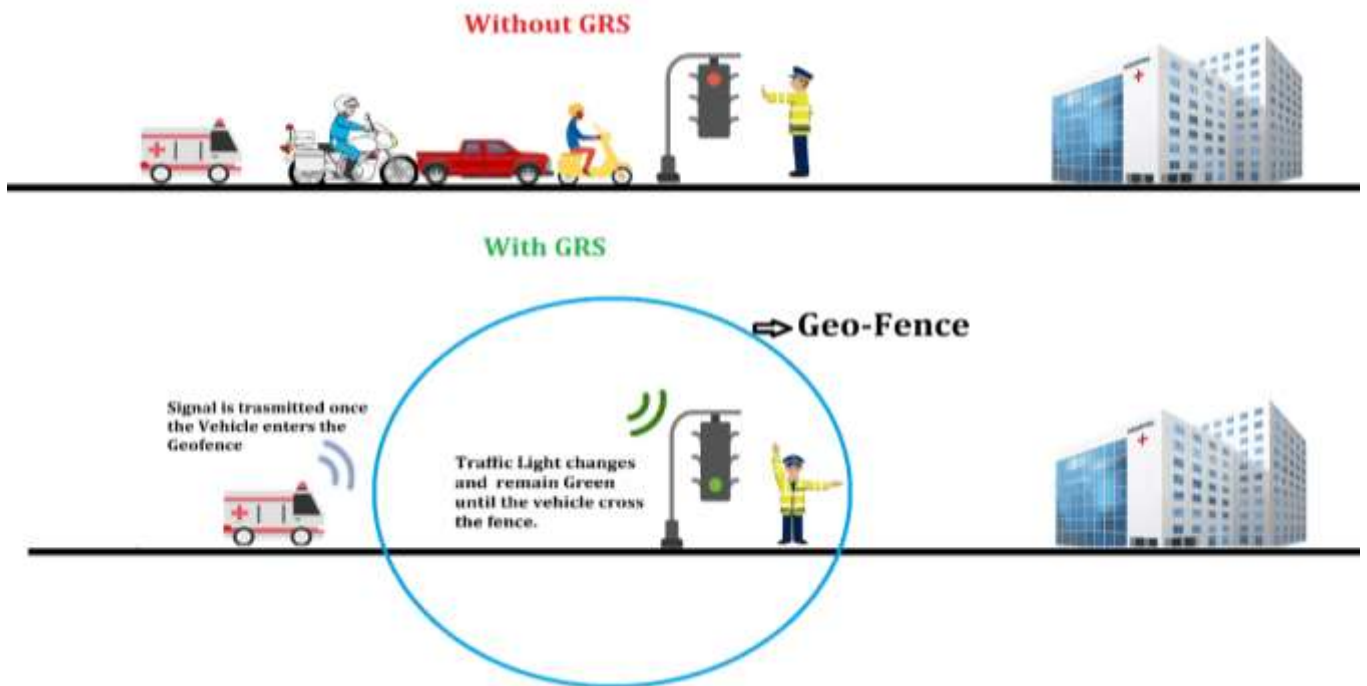 Without GRS
With GRS
Geo-Fence
Signal is trasmitted once
the Vehicle enters the
Geofence
Traffic Light changes
and remain Green
until the vehicle cross
the fence.